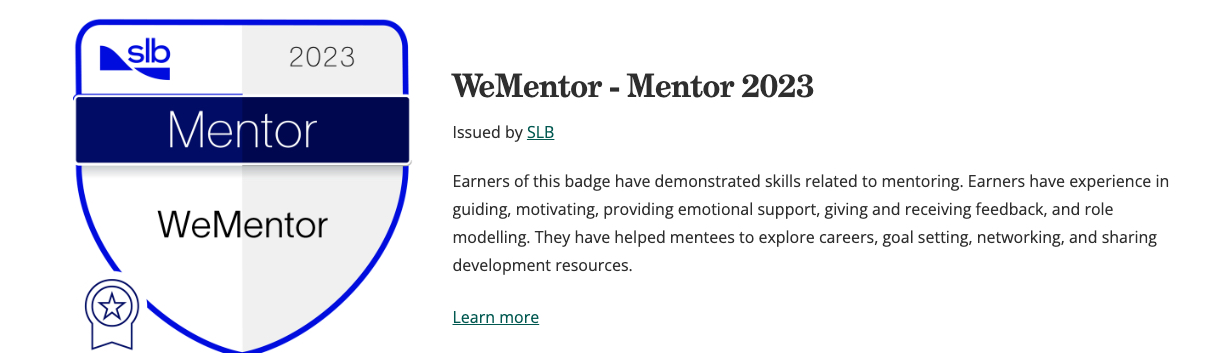 slb
2023
Mentor
WeMentor
WeMentor - Mentor 2023
Issued by SLB
Earners of this badge have demonstrated skills related to mentoring. Earners have experience in
guiding, motivating, providing emotional support, giving and receiving feedback, and role
modelling. They have helped mentees to explore careers, goal setting, networking, and sharing
development resources.
Learn more